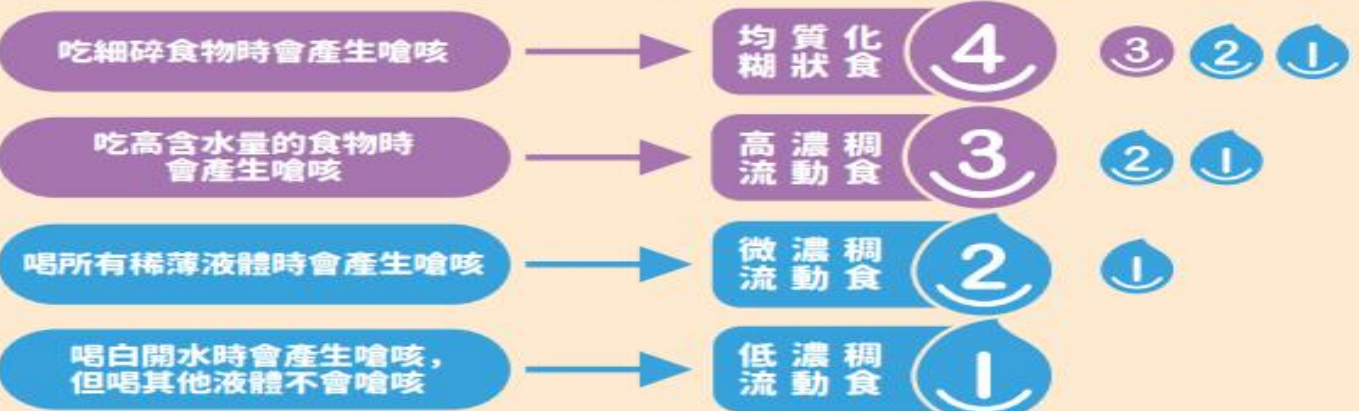 吃細碎食物時會產生嗆咳
均質化
糊狀食
4
3 2 1
吃高含水量的食物時
會產生嗆咳
高濃稠
流動食
3
2 1
喝所有稀薄液體時會產生嗆咳
微濃稠
流動食
2
1
喝白開水時會產生嗆咳，
但喝其他液體不會嗆咳
低濃稠
流動食
1